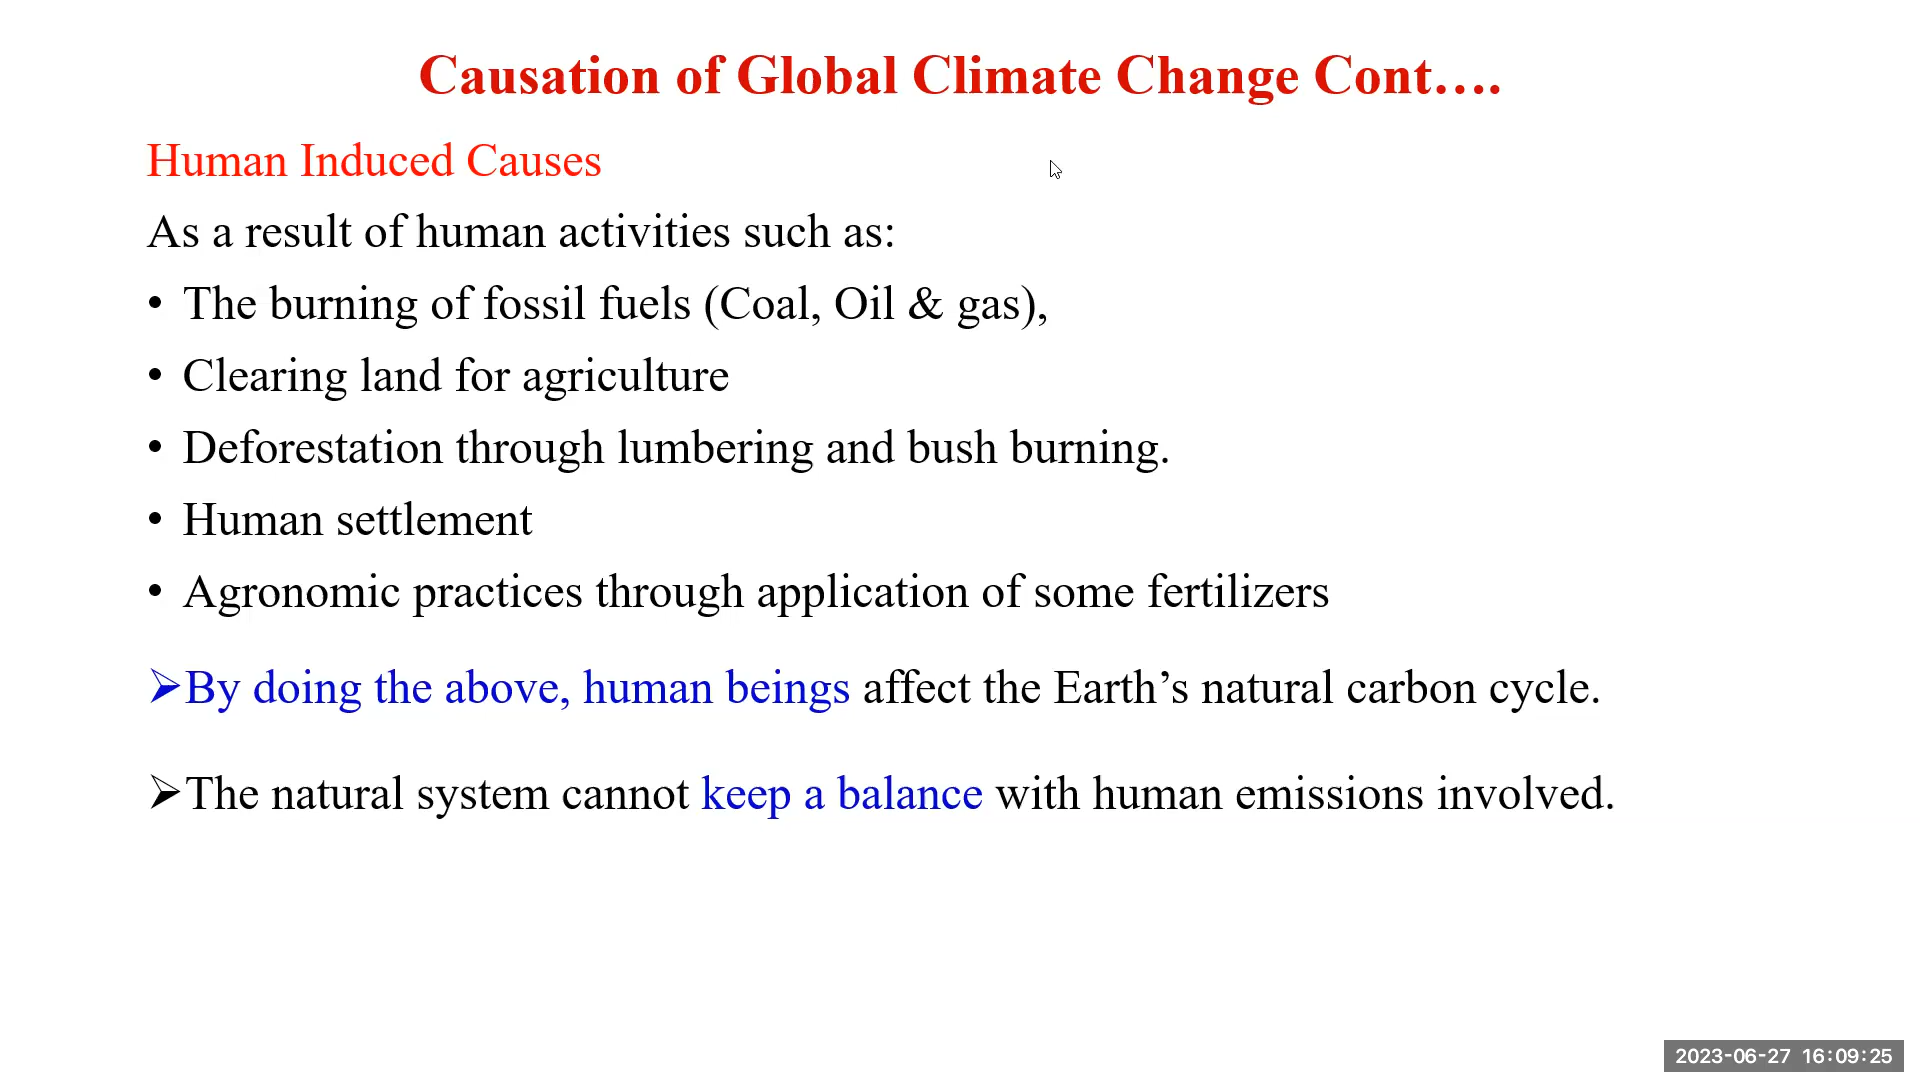 Causation of Global Climate Change Cont….
Human Induced Causes
As a result of human activities such as:
• The burning of fossil fuels (Coal, Oil & gas),
• Clearing land for agriculture
• Deforestation through lumbering and bush burning.
• Human settlement
• Agronomic practices through application of some fertilizers
➢By doing the above, human beings affect the Earth’s natural carbon cycle.
➢The natural system cannot keep a balance with human emissions involved.
2023-06-27 16:09:25